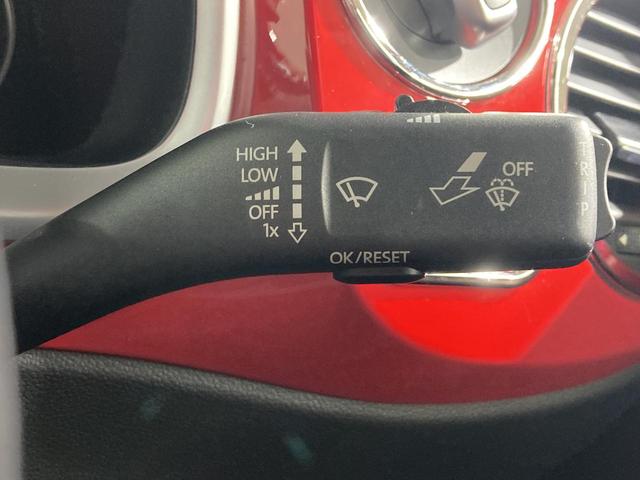 HIGH
LOW
OFF
1x
OFF
TRIP
OK/RESET